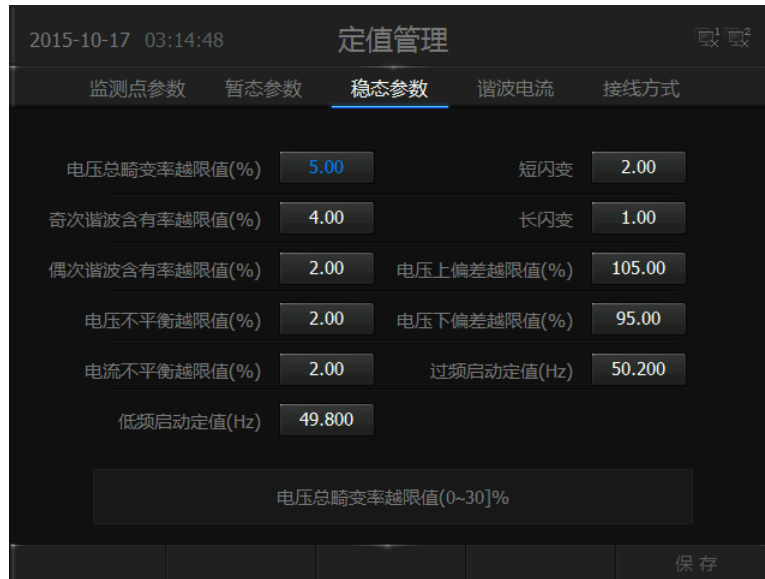 2015-10-17 03:14:48 定值管理 1 2
监测点参数 暂态参数 稳态参数 谐波电流 接线方式
电压总畸变率越限值(%) 5.00 短闪变 2.00
奇次谐波含有率越限值(%) 4.00 长闪变 1.00
偶次谐波含有率越限值(%) 2.00 电压上偏差越限值(%) 105.00
电压不平衡越限值(%) 2.00 电压下偏差越限值(%) 95.00
电流不平衡越限值(%) 2.00 过频启动定值(Hz) 50.200
低频启动定值(Hz) 49.800
电压总畸变率越限值(0~30]%
保存